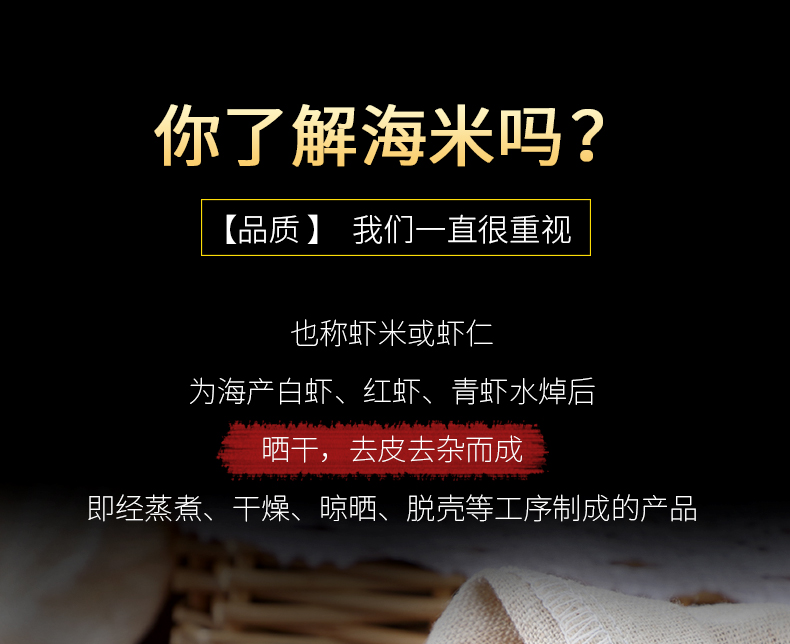 你了解海米吗？
【品质】 我们一直很重视
也称虾米或虾仁
为海产白虾、红虾、青虾水焯后
晒干，去皮去杂而成
即经蒸煮、干燥、晾晒、脱壳等工序制成的产品